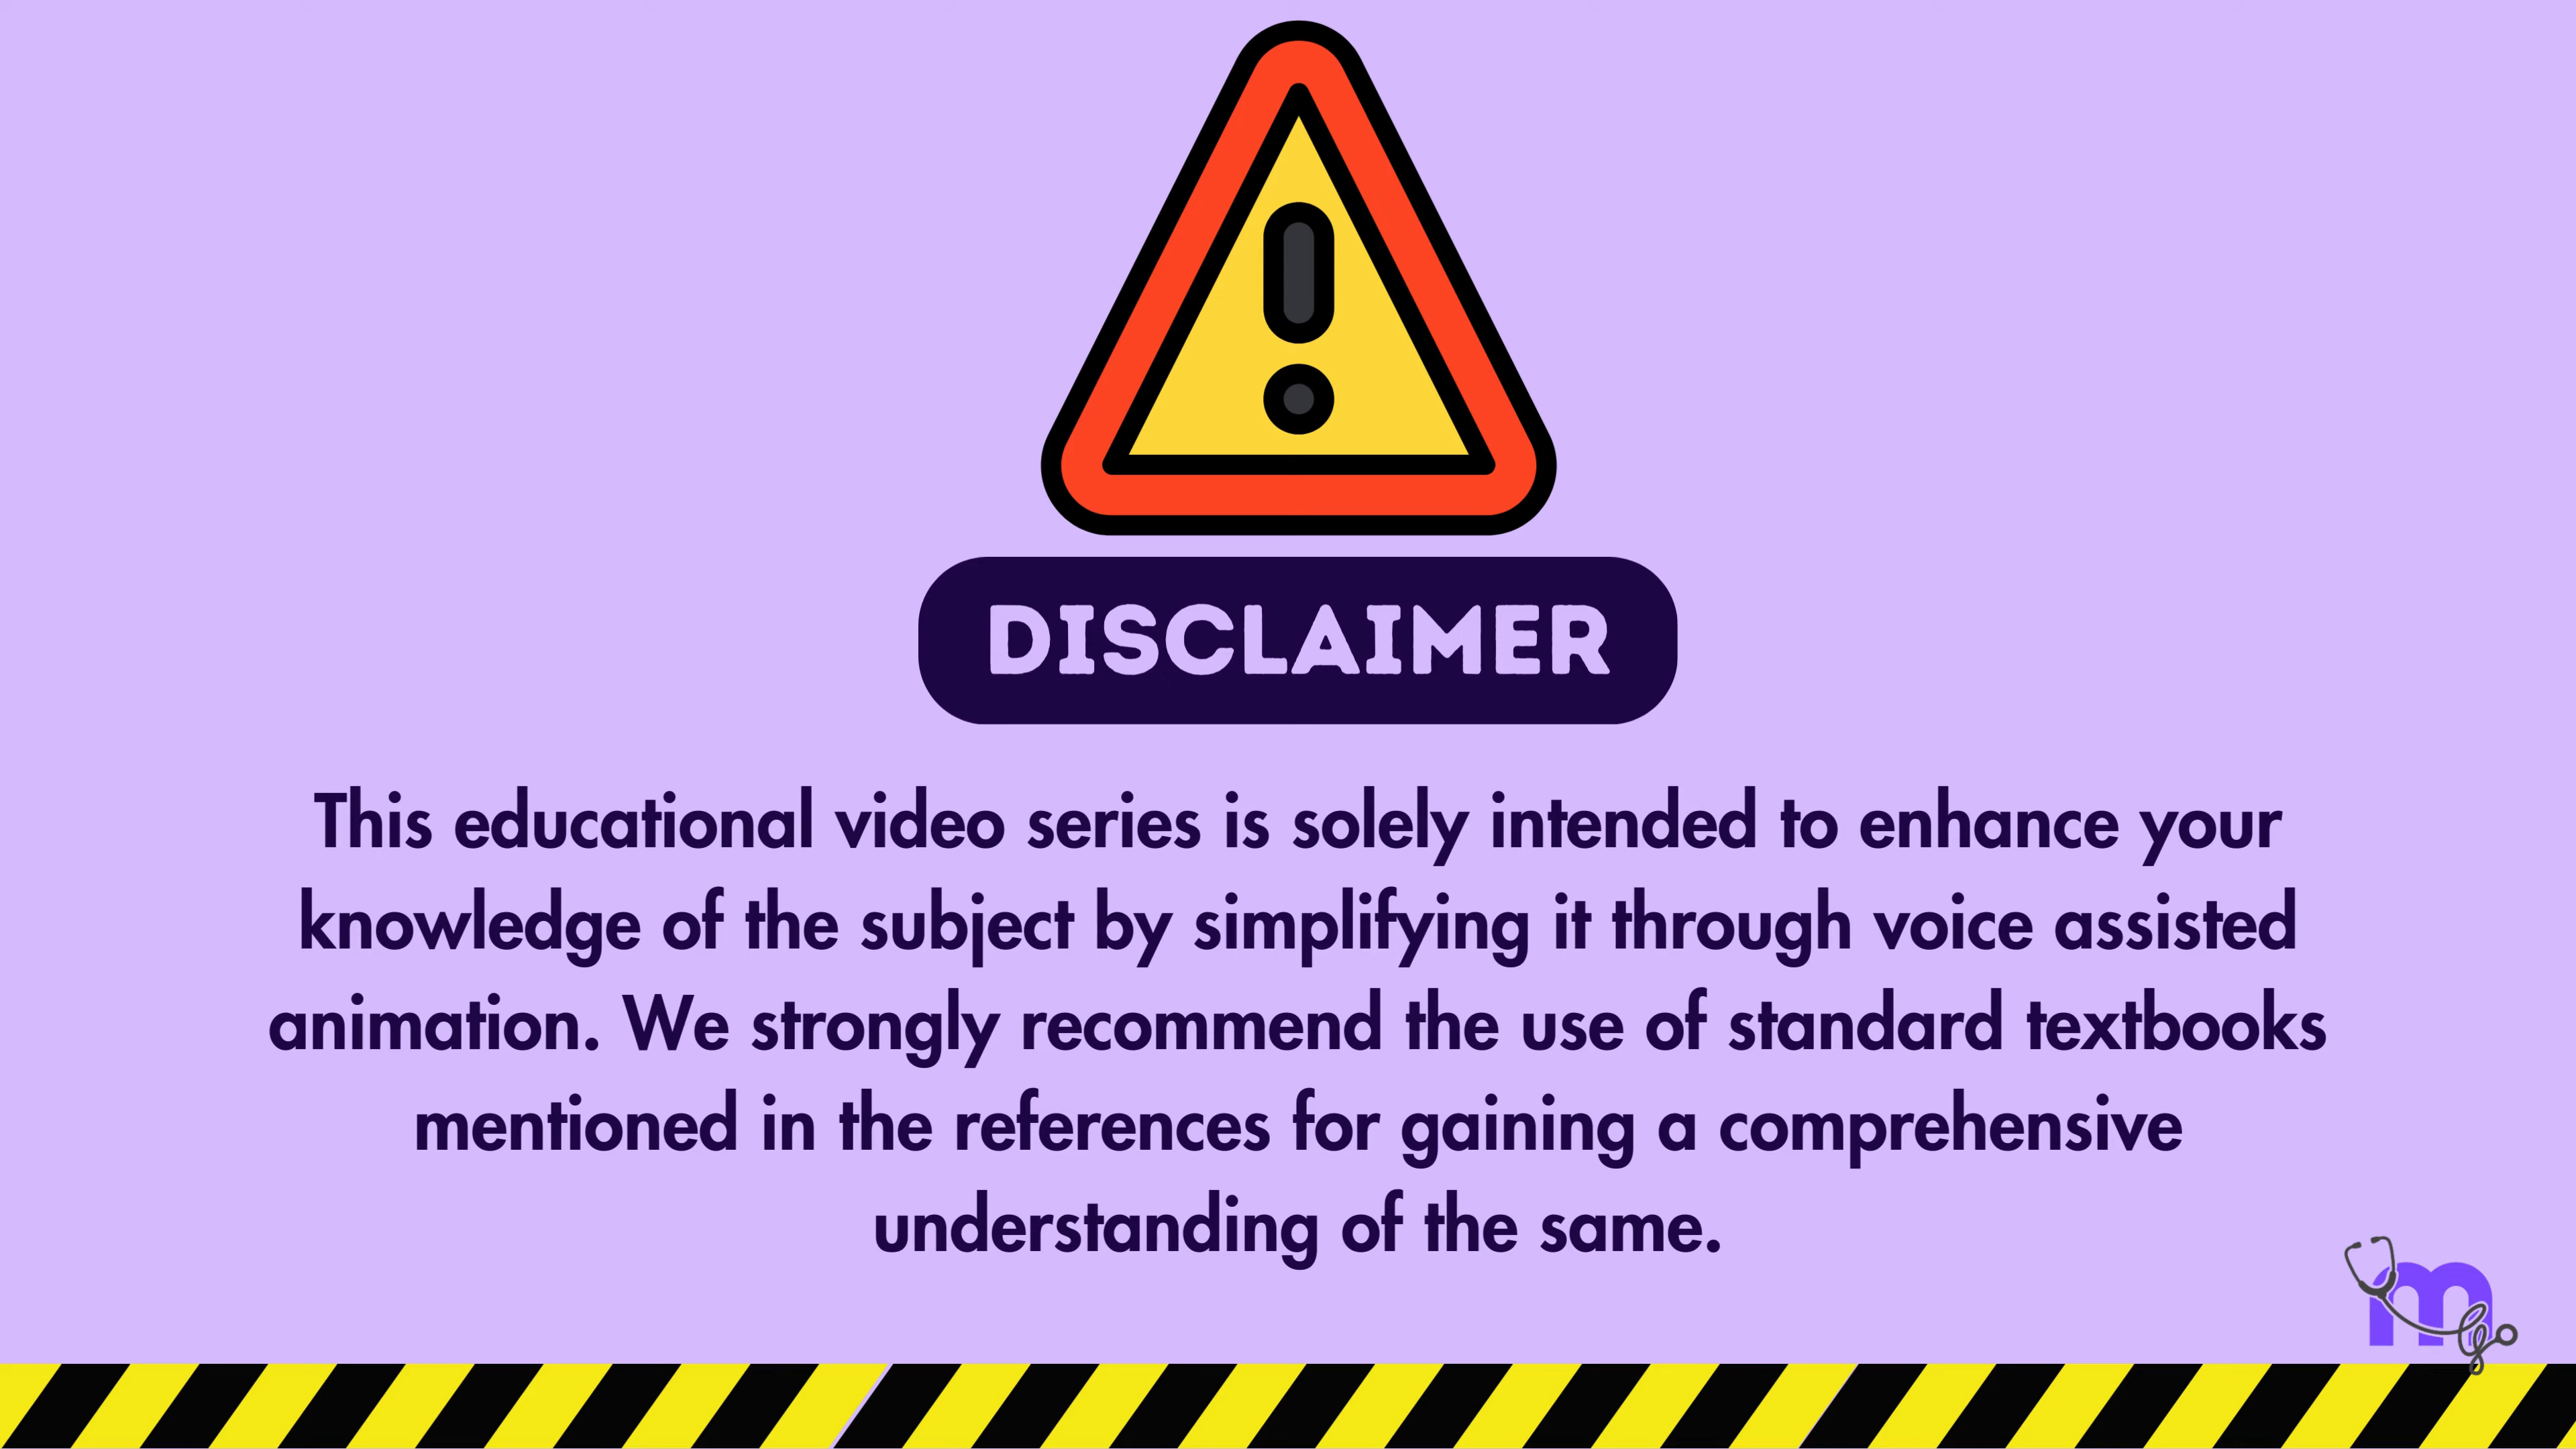 DISCLAIMER
This educational video series is solely intended to enhance your
knowledge of the subject by simplifying it through voice assisted
animation. We strongly recommend the use of standard textbooks
mentioned in the references for gaining a comprehensive
understanding of the same.
m
go